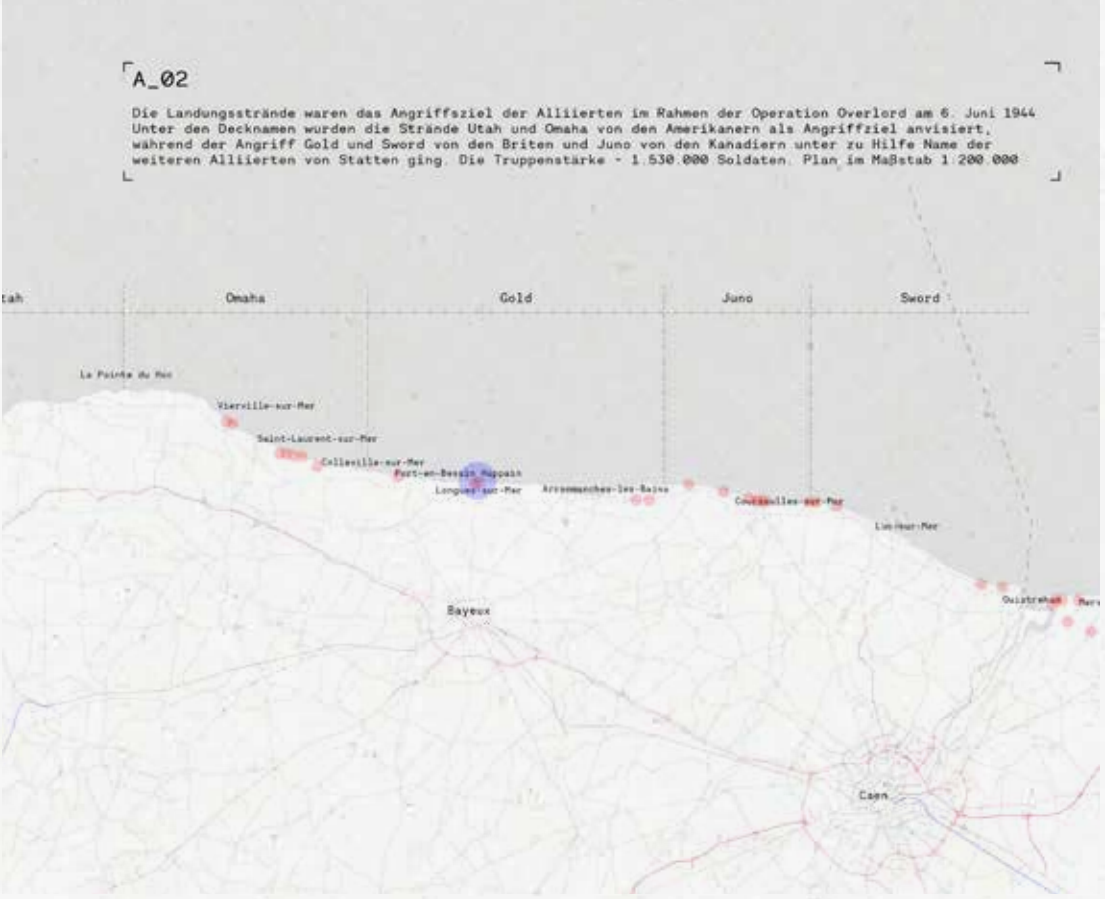 A_02
Die Landungsstrände waren das Angriffsziel der Alliierten im Rahmen der Operation Overlord am 6. Juni 1944
Unter den Decknamen wurden die Strände Utah und Omaha von den Amerikanern als Angriffziel anvisiert,
während der Angriff Gold und Sword von den Briten und Juno von den Kanadiern unter zu Hilfe Name der
weiteren Alliierten von Statten ging. Die Truppenstärke - 1.530.000 Soldaten. Plan im Maßstab 1.200.000
tah Omaha Gold Juno Sword
La Pointe du Hoc
Vierville-sur-Mer
Saint-Laurent-sur-Mer
Colleville-sur-Mer
Port-en-Bessin Huppain
Longues-sur-Mer Arromanches-les-Bains
Courseulles-sur-Mer
Luc-sur-Mer
Ouistreham Merv
Bayeux
Caen